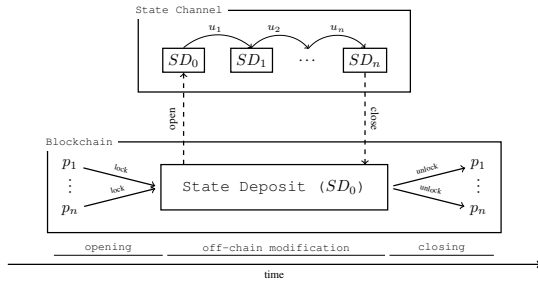 State Channel
u₁ u₂ uₙ
SD₀ SD₁ ⋯ SDₙ
open close
Blockchain
p₁ lock State Deposit (SD₀) unlock p₁
⋮ ⋮
pₙ lock unlock pₙ
opening off-chain modification closing
time